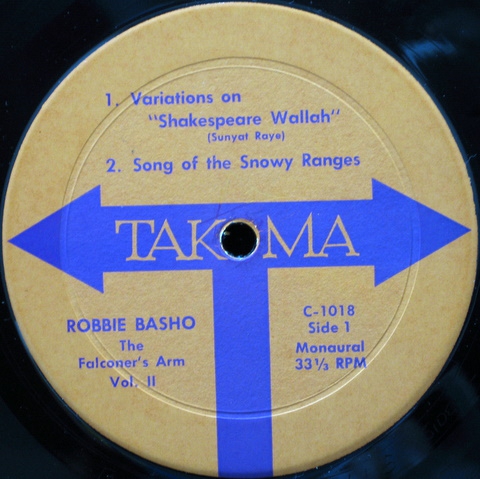 1. Variations on
"Shakespeare Wallah"
(Sunyat Raye)
2. Song of the Snowy Ranges
TAKOMA
ROBBIE BASHO
The
Falconer's Arm
Vol. II
C-1018
Side 1
Monaural
33⅓ RPM